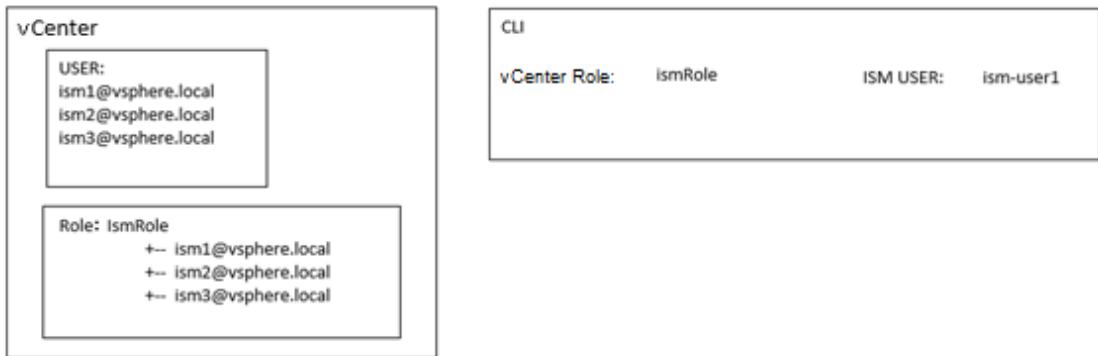 vCenter
USER:
ism1@vsphere.local
ism2@vsphere.local
ism3@vsphere.local
Role: IsmRole
+-- ism1@vsphere.local
+-- ism2@vsphere.local
+-- ism3@vsphere.local
CLI
vCenter Role: ismRole ISM USER: ism-user1